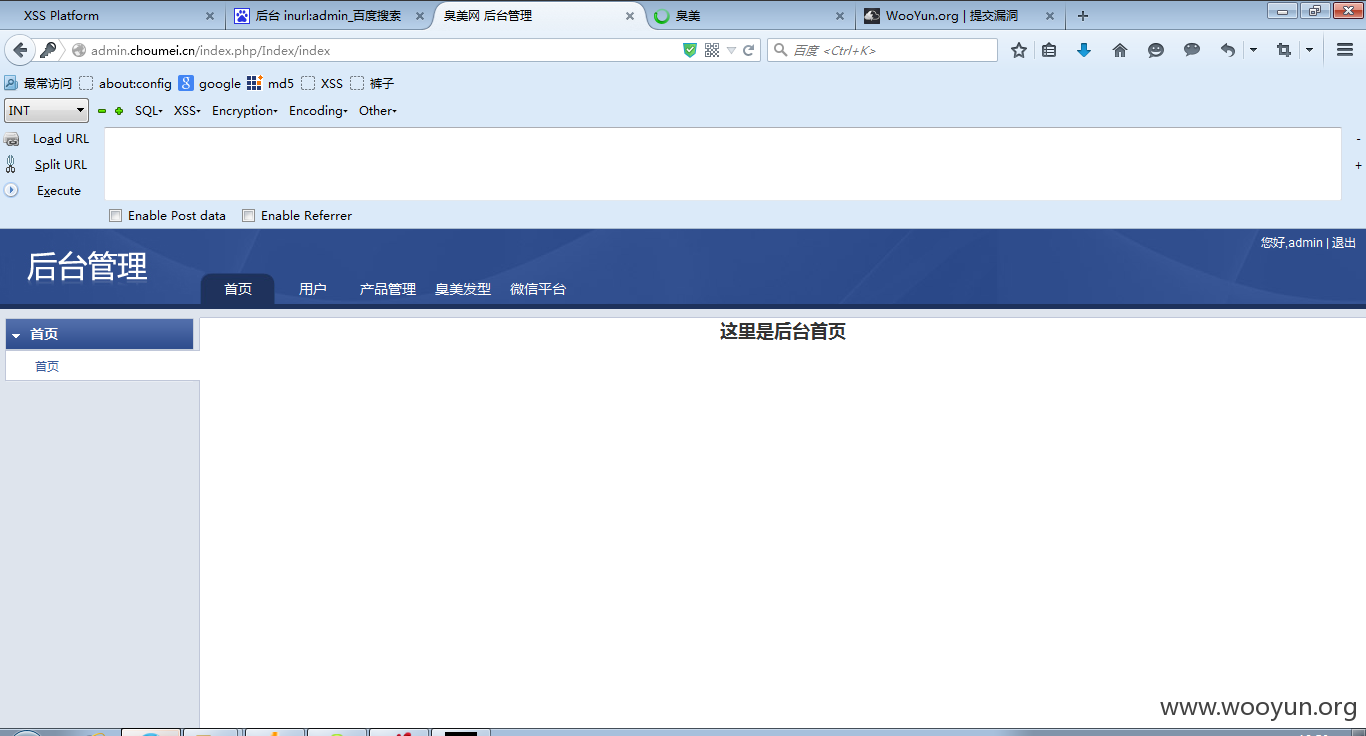 XSS Platform
后台 inurl:admin_百度搜索
臭美网 后台管理
臭美
WooYun.org | 提交漏洞
admin.choumei.cn/index.php/Index/index
百度 <Ctrl+K>
最常访问 about:config google md5 XSS 裤子
INT SQL XSS Encryption Encoding Other
Load URL
Split URL
Execute
Enable Post data Enable Referrer
您好,admin | 退出
后台管理
首页 用户 产品管理 臭美发型 微信平台
首页
这里是后台首页
首页
www.wooyun.org